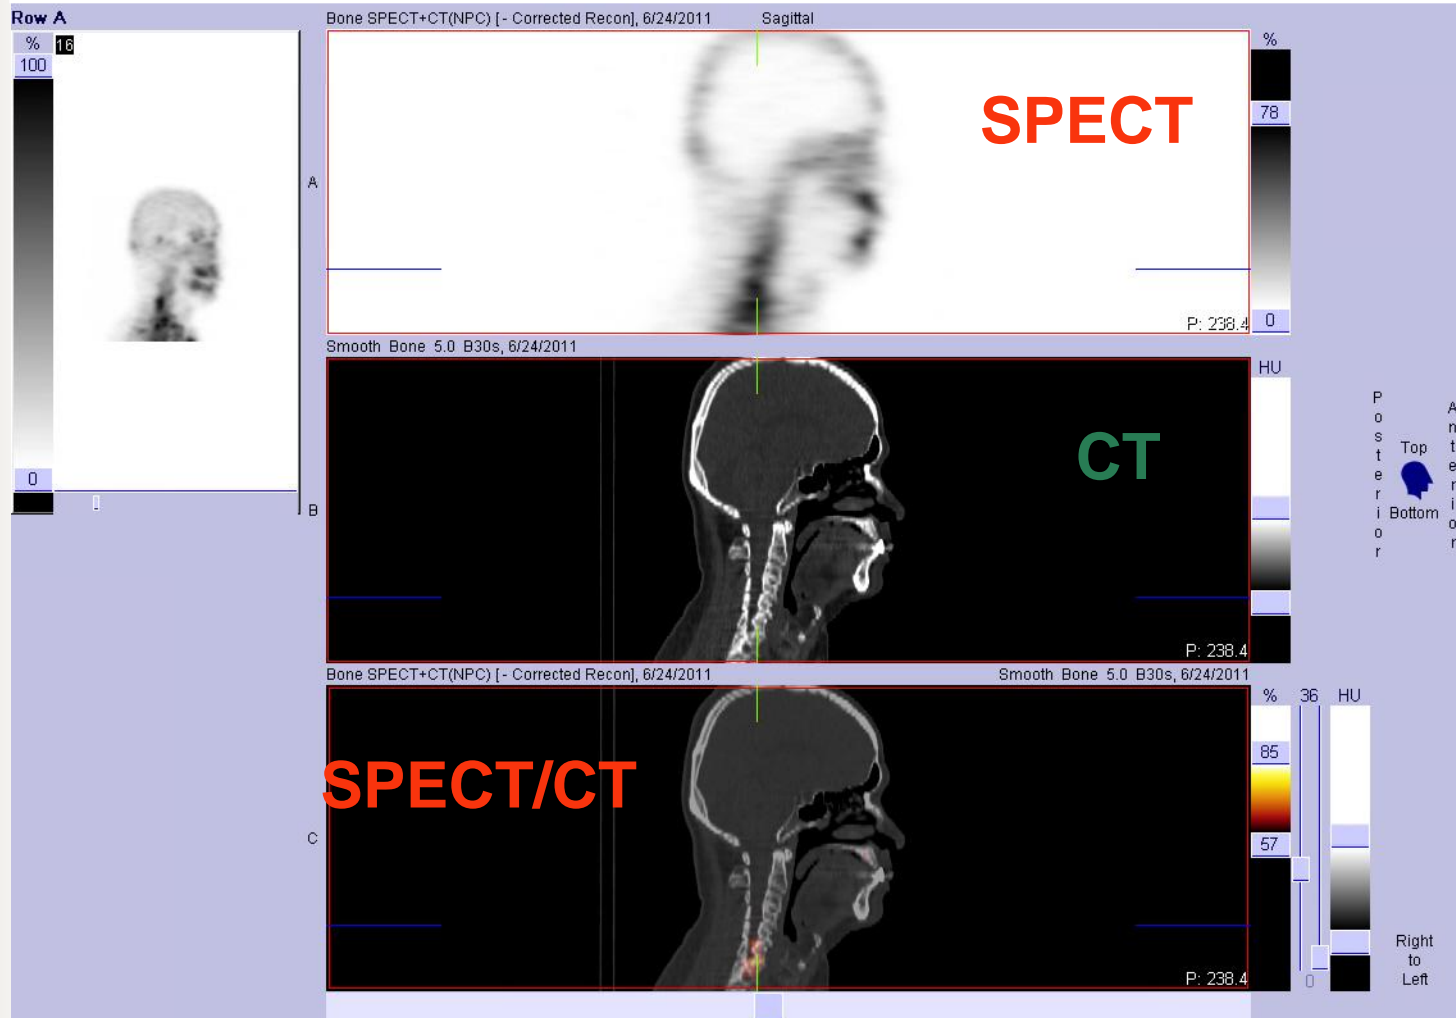 Row A
% 16
100
0
Bone SPECT+CT(NPC) [ - Corrected Recon], 6/24/2011 Sagittal
A
SPECT
P: 238.4
%
78
0
Smooth Bone 5.0 B30s, 6/24/2011
B
CT
P: 238.4
HU
Posterior
Top
Bottom
Anterior
Bone SPECT+CT(NPC) [ - Corrected Recon], 6/24/2011 Smooth Bone 5.0 B30s, 6/24/2011
C
SPECT/CT
P: 238.4
% 36 HU
85
57
0
Right
to
Left